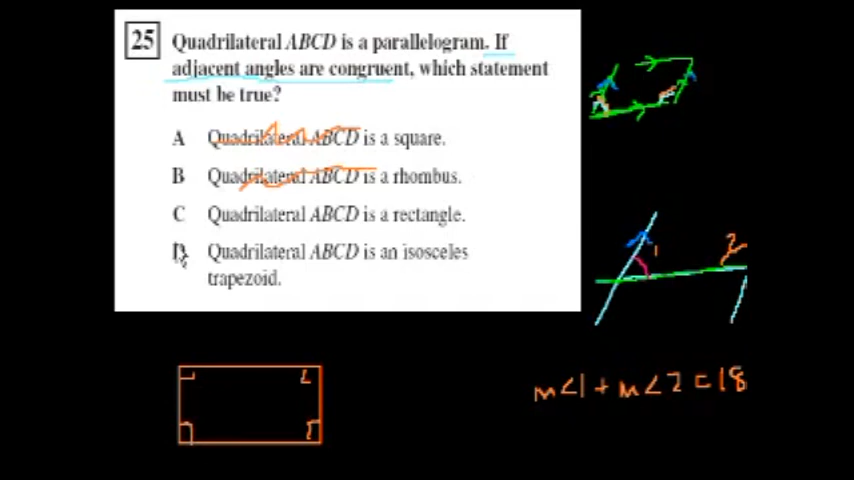 25 Quadrilateral ABCD is a parallelogram. If
adjacent angles are congruent, which statement
must be true?
A Quadrilateral ABCD is a square.
B Quadrilateral ABCD is a rhombus.
C Quadrilateral ABCD is a rectangle.
D Quadrilateral ABCD is an isosceles
trapezoid.
1 2
m∠1 + m∠2 = 18